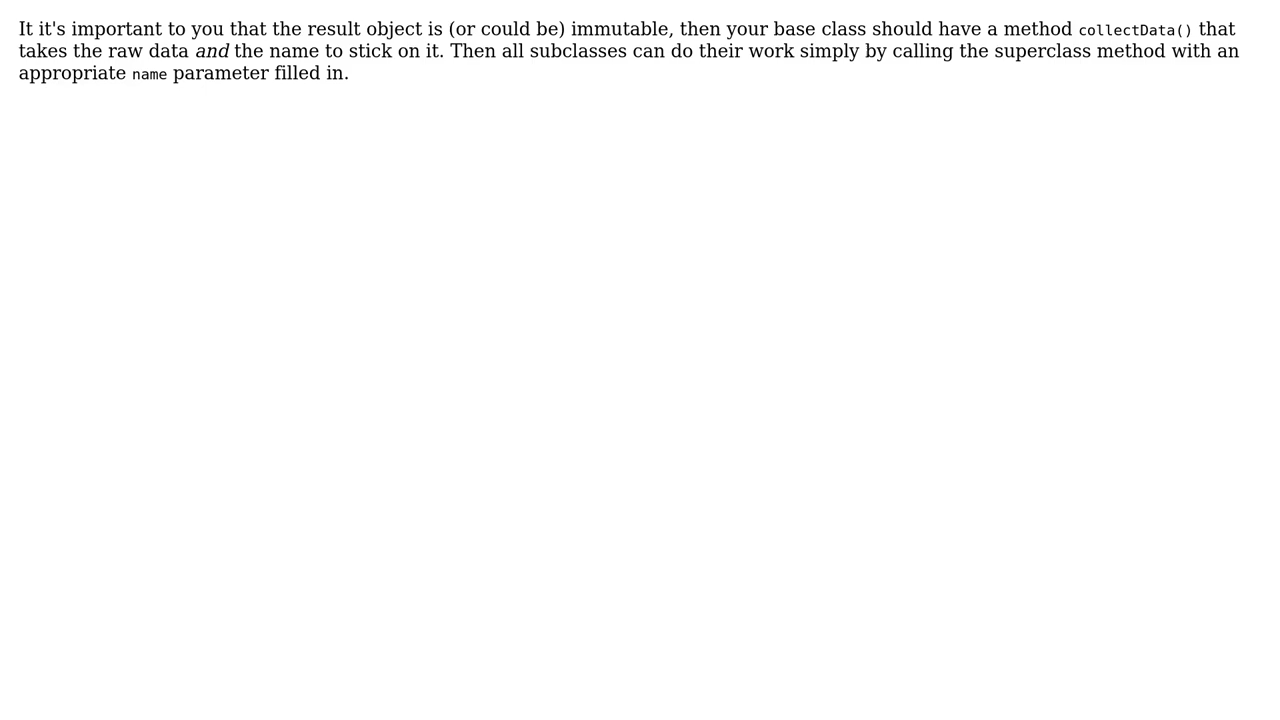 It it's important to you that the result object is (or could be) immutable, then your base class should have a method collectData() that
takes the raw data and the name to stick on it. Then all subclasses can do their work simply by calling the superclass method with an
appropriate name parameter filled in.